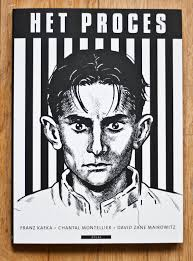 HET PROCES
FRANZ KAFKA - CHANTAL MONTELLIER - DAVID ZANE MAIROWITZ